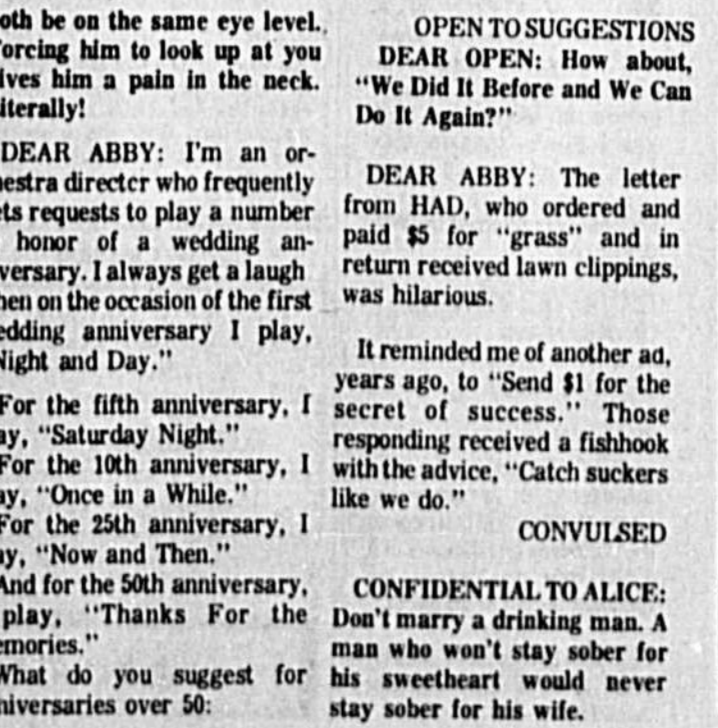 oth be on the same eye level.
orcing him to look up at you
ives him a pain in the neck.
iterally!
DEAR ABBY: I'm an or-
hestra director who frequently
ets requests to play a number
honor of a wedding an-
versary. I always get a laugh
hen on the occasion of the first
edding anniversary I play,
Night and Day."
For the fifth anniversary, I
ay, "Saturday Night."
For the 10th anniversary, I
ay, "Once in a While."
For the 25th anniversary, I
ay, "Now and Then."
And for the 50th anniversary,
play, "Thanks For the
emories."
What do you suggest for
niversaries over 50:
OPEN TO SUGGESTIONS
DEAR OPEN: How about,
"We Did It Before and We Can
Do It Again?"
DEAR ABBY: The letter
from HAD, who ordered and
paid $5 for "grass" and in
return received lawn clippings,
was hilarious.
It reminded me of another ad,
years ago, to "Send $1 for the
secret of success." Those
responding received a fishhook
with the advice, "Catch suckers
like we do."
CONVULSED
CONFIDENTIAL TO ALICE:
Don't marry a drinking man. A
man who won't stay sober for
his sweetheart would never
stay sober for his wife.